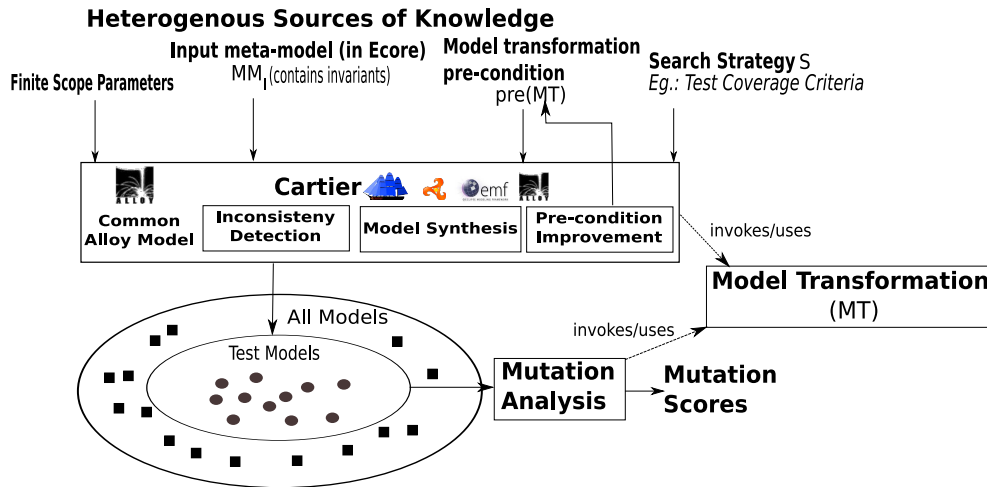 Heterogenous Sources of Knowledge
Finite Scope Parameters
Input meta-model (in Ecore)
MMI (contains invariants)
Model transformation
pre-condition
pre(MT)
Search Strategy S
Eg.: Test Coverage Criteria
ALLOY
Cartier
emf
ALLOY
Common
Alloy Model
Inconsisteny
Detection
Model Synthesis
Pre-condition
Improvement
invokes/uses
Model Transformation
(MT)
All Models
Test Models
invokes/uses
Mutation
Analysis
Mutation
Scores